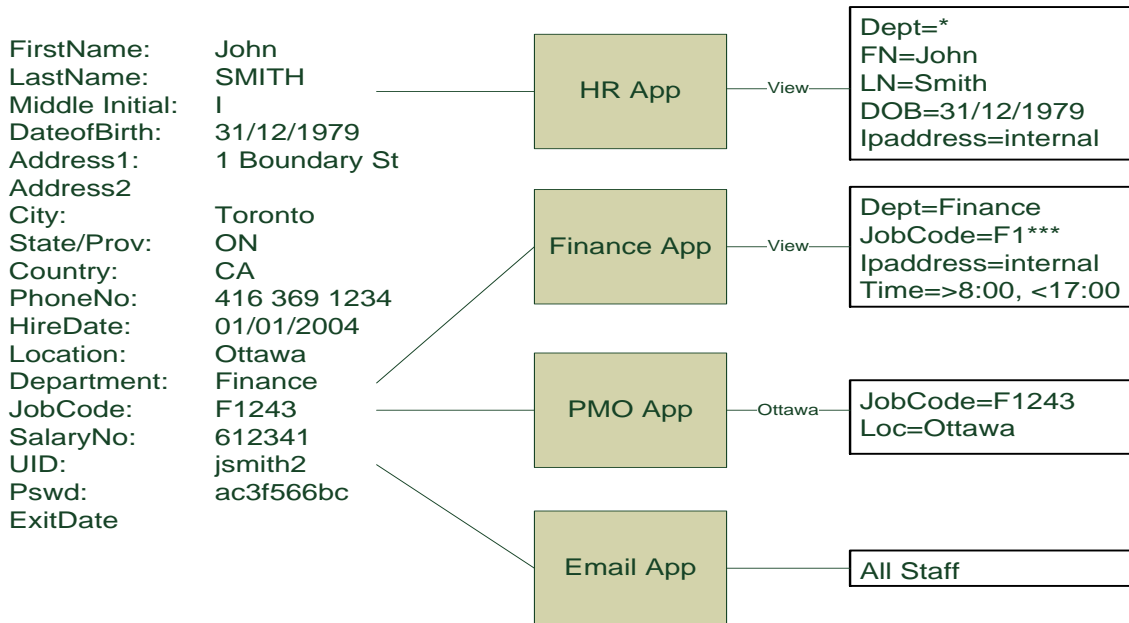 FirstName: John
LastName: SMITH
Middle Initial: I
DateofBirth: 31/12/1979
Address1: 1 Boundary St
Address2
City: Toronto
State/Prov: ON
Country: CA
PhoneNo: 416 369 1234
HireDate: 01/01/2004
Location: Ottawa
Department: Finance
JobCode: F1243
SalaryNo: 612341
UID: jsmith2
Pswd: ac3f566bc
ExitDate
HR App
View
Dept=*
FN=John
LN=Smith
DOB=31/12/1979
Ipaddress=internal
Finance App
View
Dept=Finance
JobCode=F1***
Ipaddress=internal
Time=>8:00, <17:00
PMO App
Ottawa
JobCode=F1243
Loc=Ottawa
Email App
All Staff